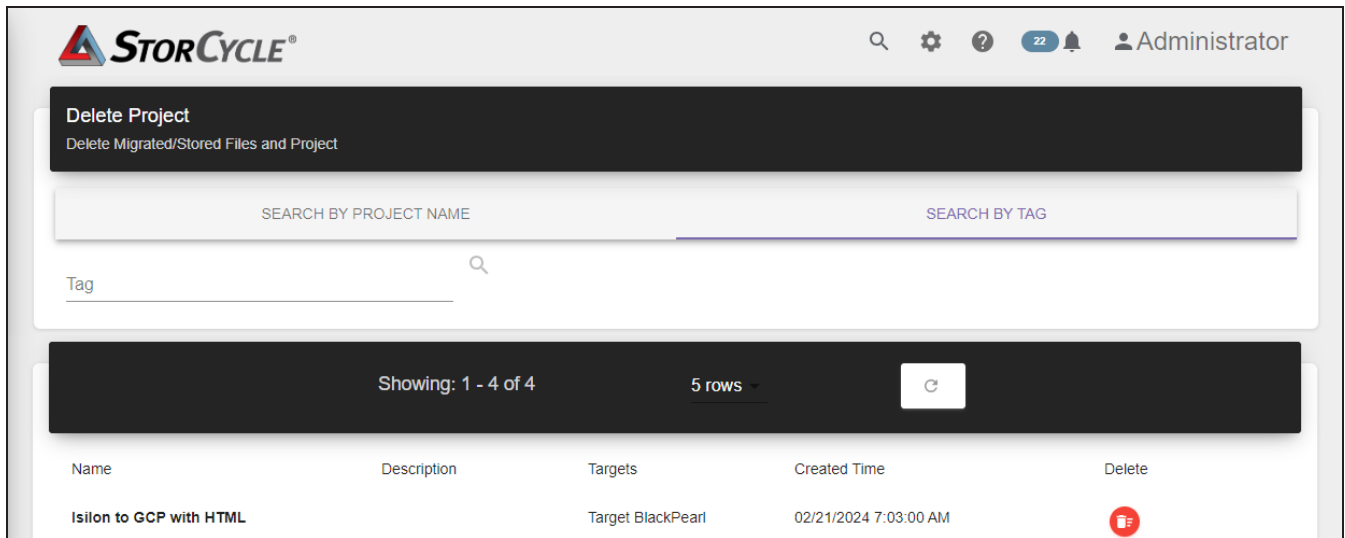 STORCYCLE®
22
Administrator
Delete Project
Delete Migrated/Stored Files and Project
SEARCH BY PROJECT NAME
SEARCH BY TAG
Tag
Showing: 1 - 4 of 4
5 rows
Name Description Targets Created Time Delete
Isilon to GCP with HTML Target BlackPearl 02/21/2024 7:03:00 AM